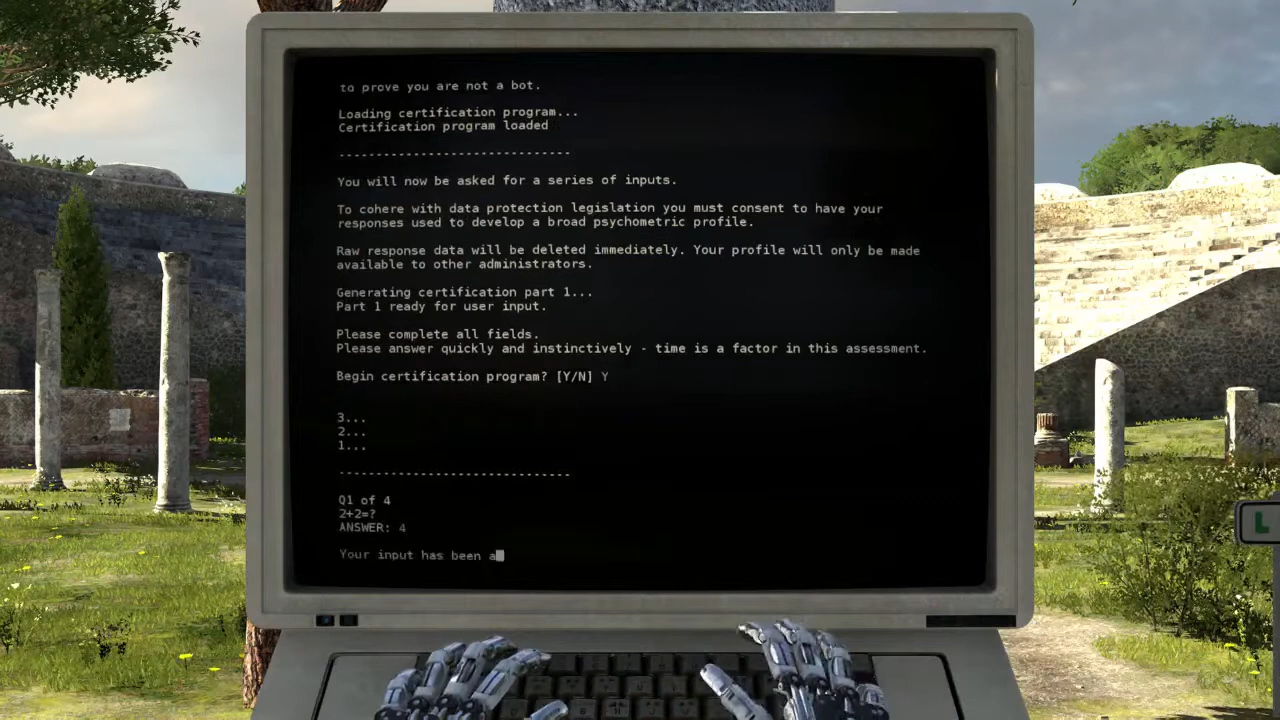 to prove you are not a bot.
Loading certification program...
Certification program loaded
-------------------------------
You will now be asked for a series of inputs.
To cohere with data protection legislation you must consent to have your
responses used to develop a broad psychometric profile.
Raw response data will be deleted immediately. Your profile will only be made
available to other administrators.
Generating certification part 1...
Part 1 ready for user input.
Please complete all fields.
Please answer quickly and instinctively - time is a factor in this assessment.
Begin certification program? [Y/N] Y
3...
2...
1...
-------------------------------
Q1 of 4
2+2=?
ANSWER: 4
Your input has been a
L